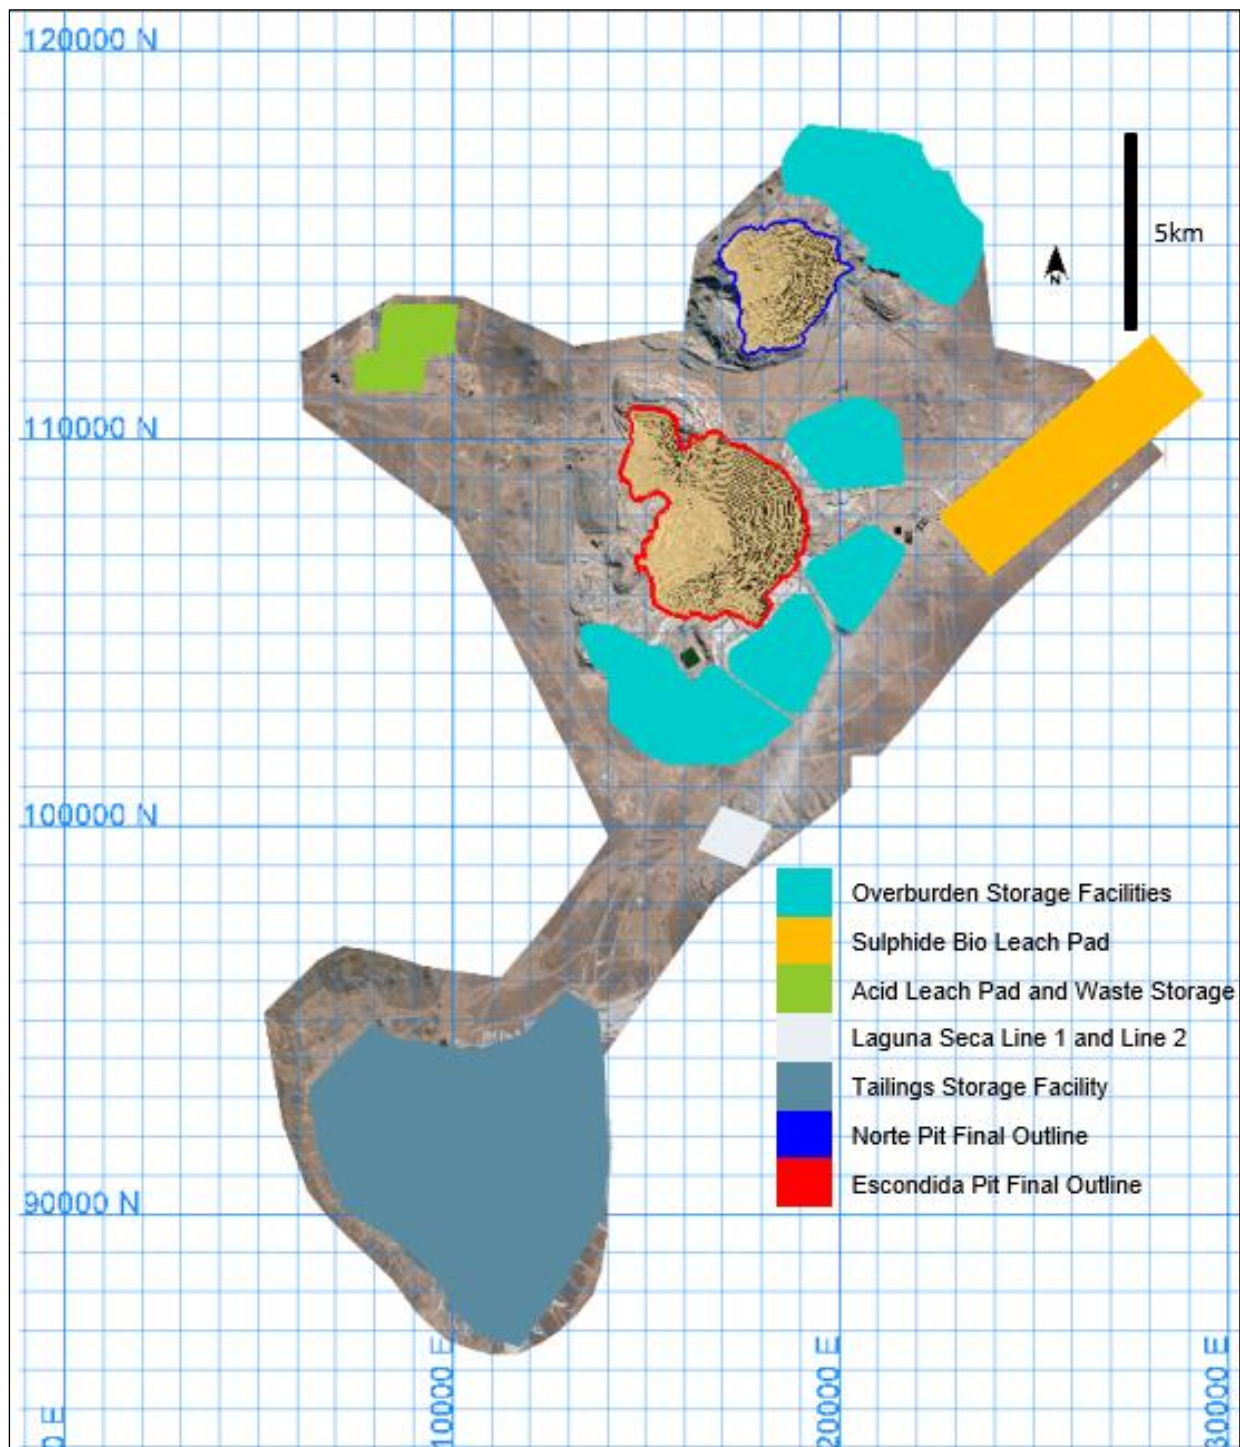 120000 N
5km
N
110000 N
100000 N
Overburden Storage Facilities
Sulphide Bio Leach Pad
Acid Leach Pad and Waste Storage
Laguna Seca Line 1 and Line 2
Tailings Storage Facility
Norte Pit Final Outline
Escondida Pit Final Outline
90000 N
0 E
10000 E
20000 E
30000 E